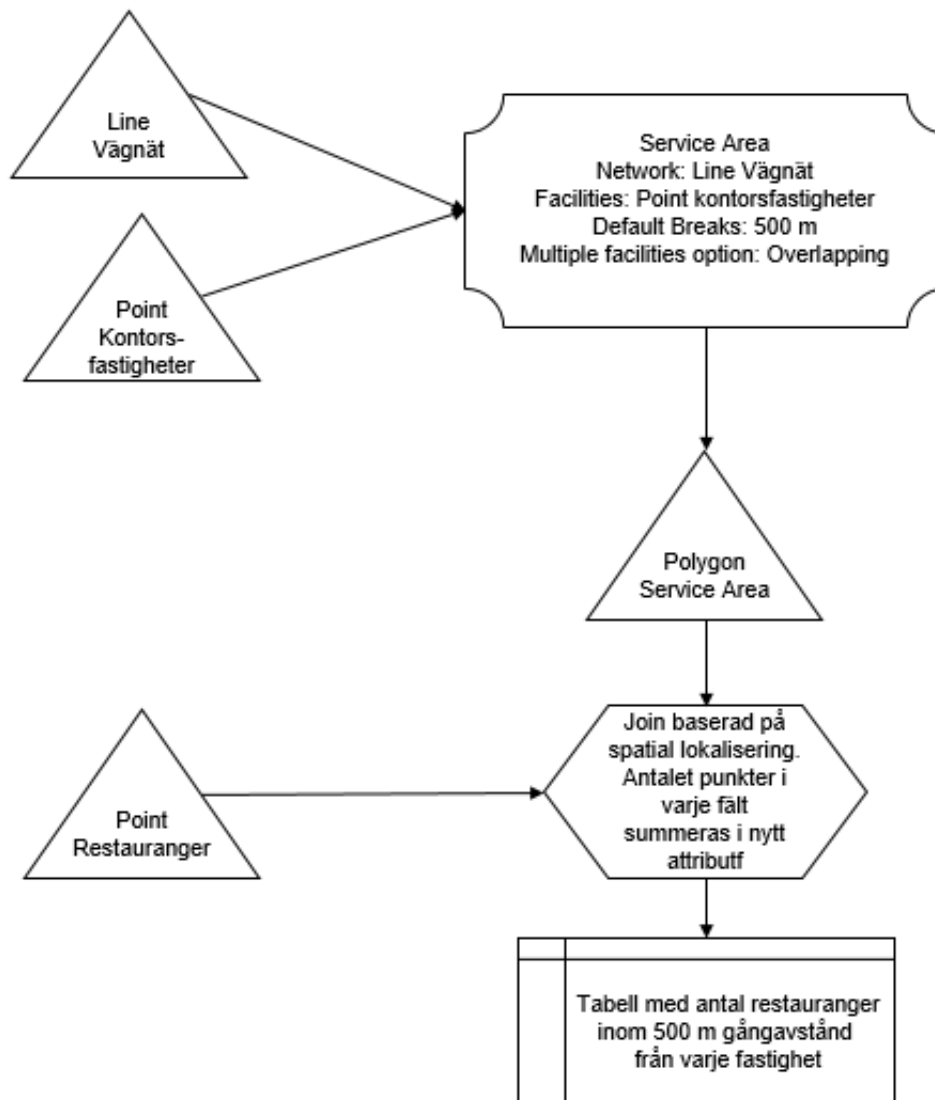 Line
Vägnät
Service Area
Network: Line Vägnät
Facilities: Point kontorsfastigheter
Default Breaks: 500 m
Multiple facilities option: Overlapping
Point
Kontors-
fastigheter
Polygon
Service Area
Join baserad på
spatial lokalisering.
Antalet punkter i
varje fält
summeras i nytt
attributf
Point
Restauranger
Tabell med antal restauranger
inom 500 m gångavstånd
från varje fastighet